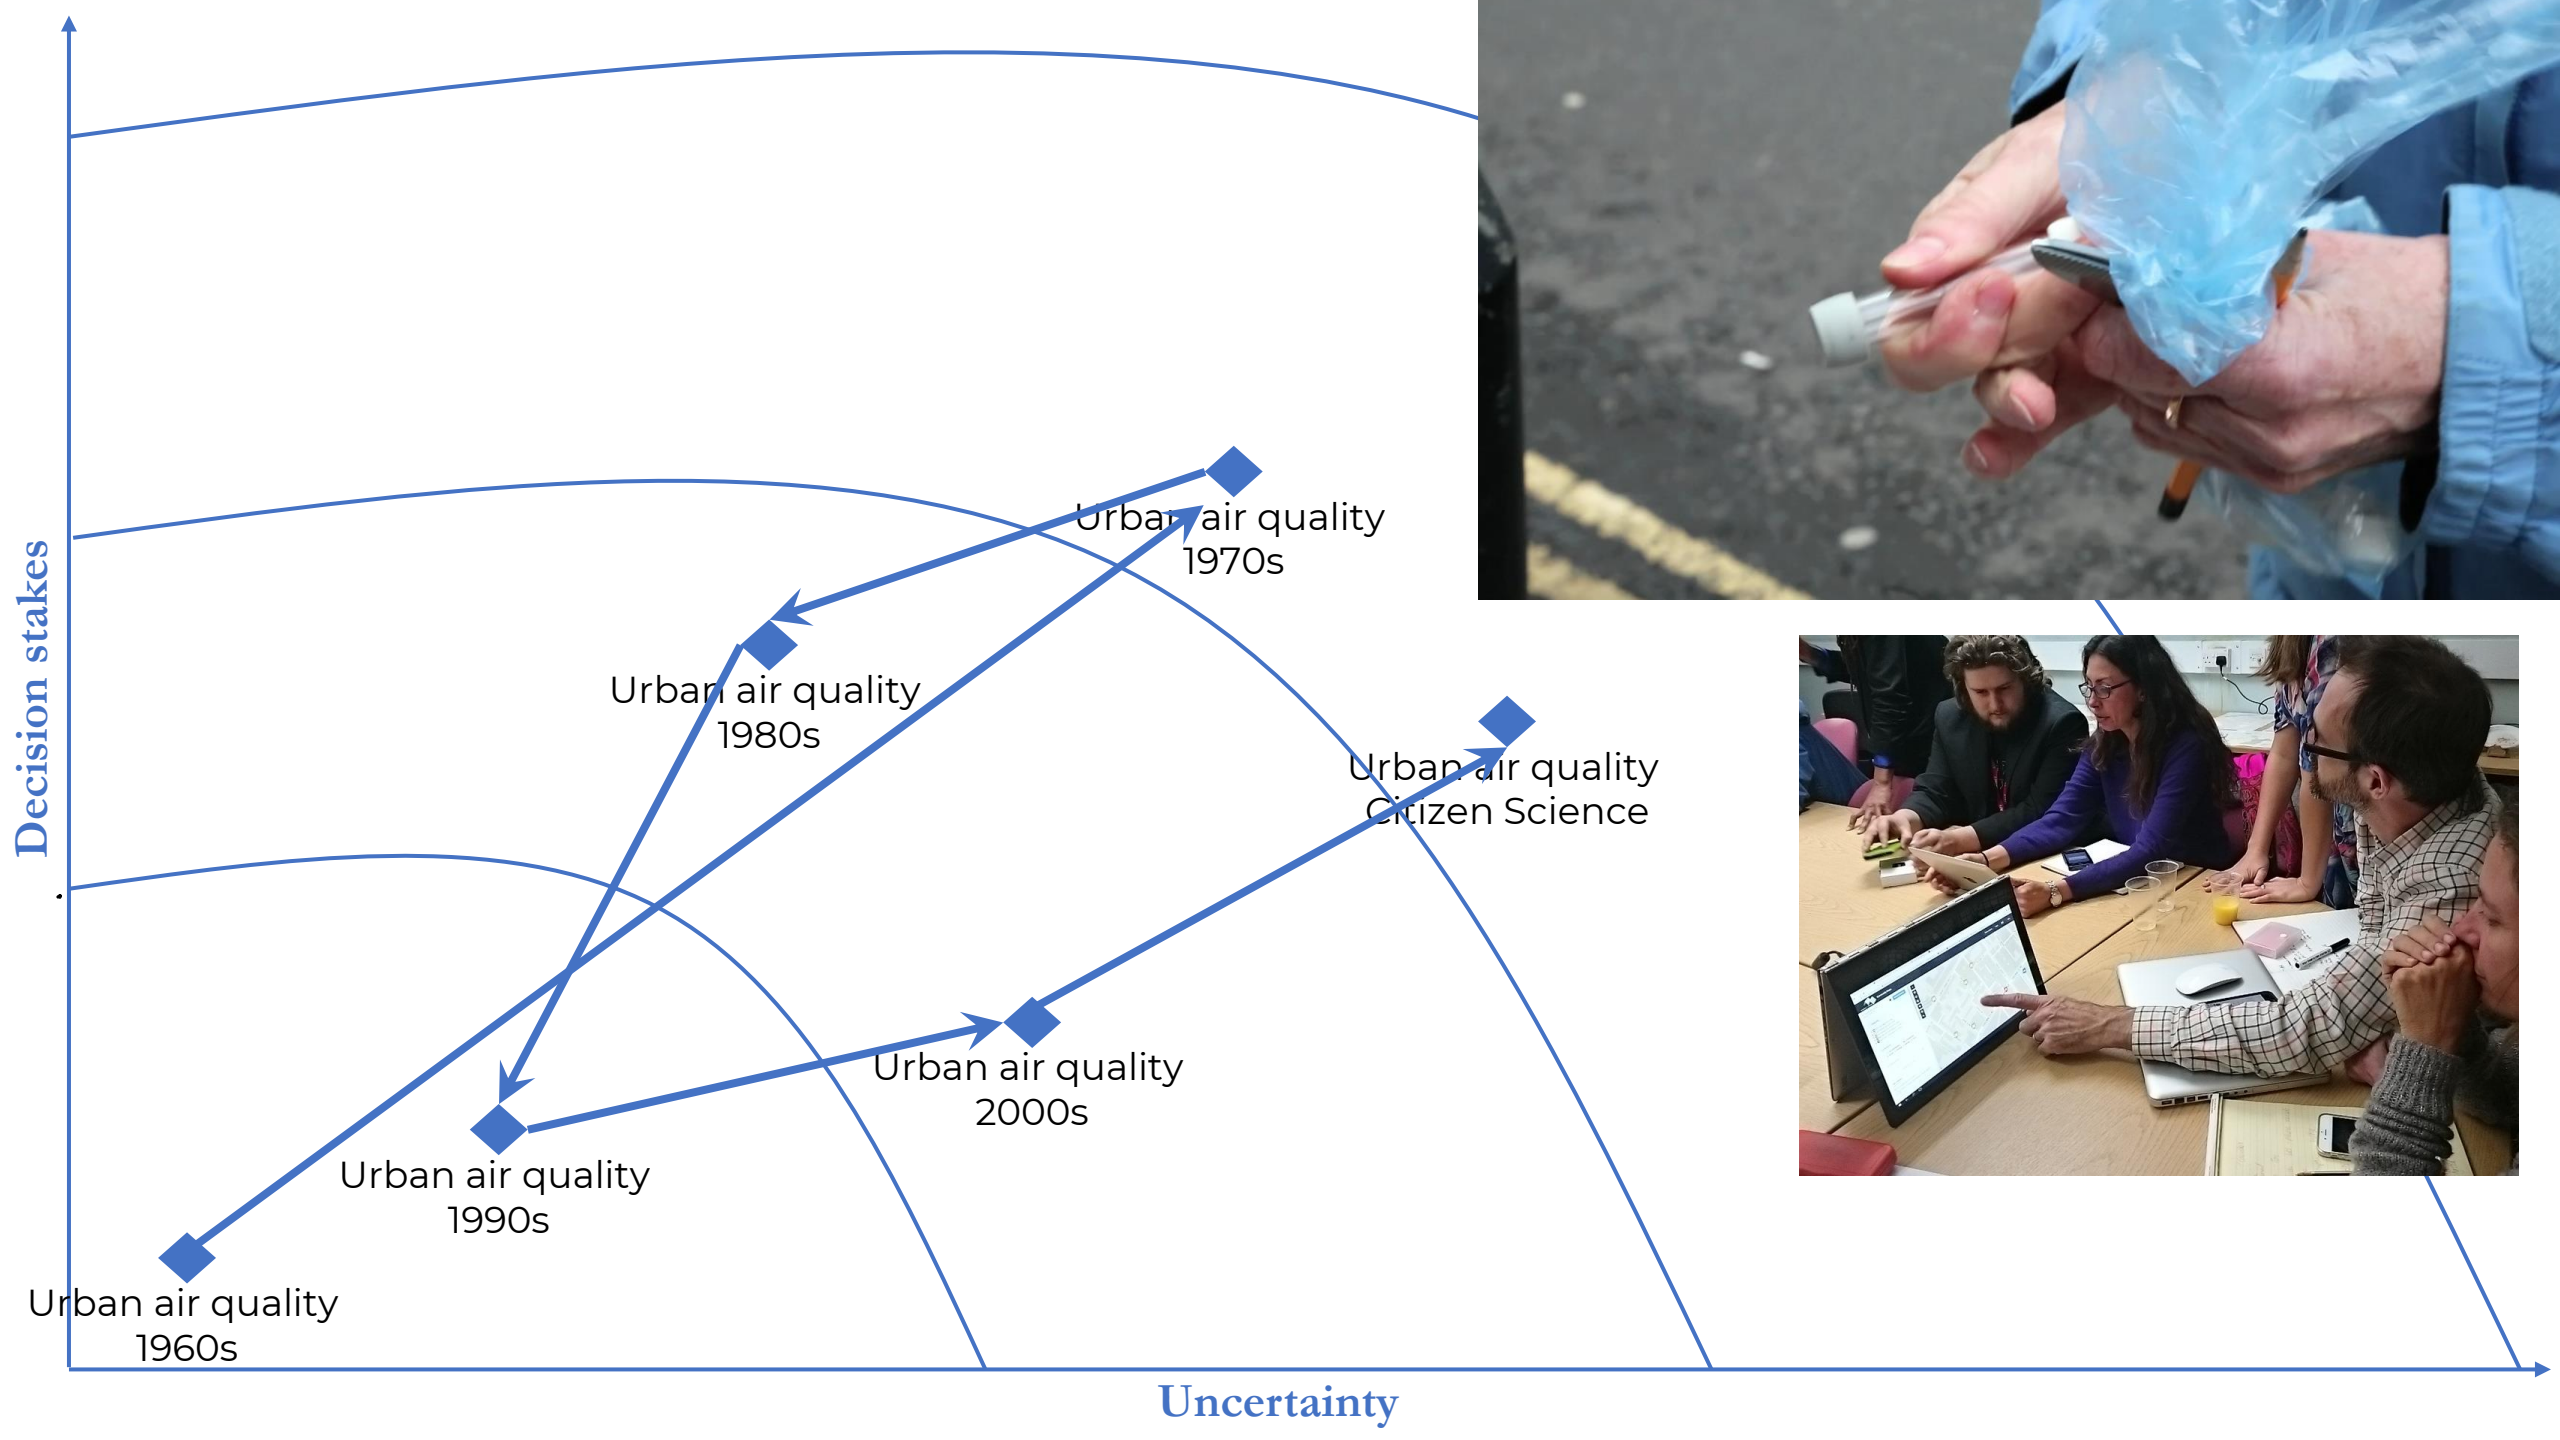 Decision stakes
Urban air quality
1970s
Urban air quality
1980s
Urban air quality
Citizen Science
Urban air quality
2000s
Urban air quality
1990s
Urban air quality
1960s
Uncertainty